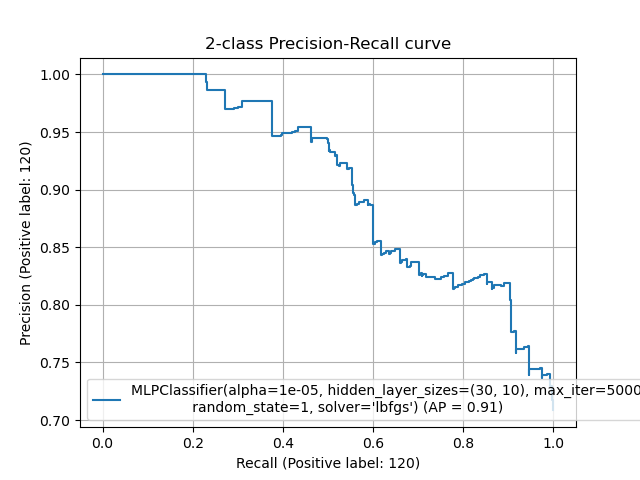 2-class Precision-Recall curve
1.00
0.95
0.90
0.85
0.80
0.75
0.70
Precision (Positive label: 120)
MLPClassifier(alpha=1e-05, hidden_layer_sizes=(30, 10), max_iter=5000
random_state=1, solver='lbfgs') (AP = 0.91)
0.0
0.2
0.4
0.6
0.8
1.0
Recall (Positive label: 120)